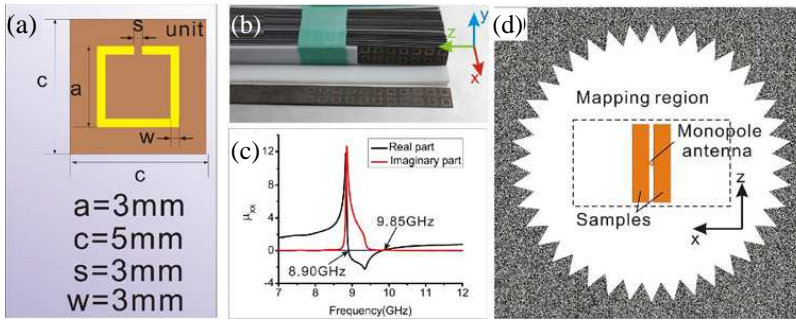 (a)
s
unit
c
a
w
c
a=3mm
c=5mm
s=3mm
w=3mm
(b)
y
z
x
(c)
Real part
Imaginary part
12
8
4
0
-4
μxx
9.85GHz
8.90GHz
7 8 9 10 11 12
Frequency(GHz)
(d)
Mapping region
Monopole
antenna
z
Samples
x